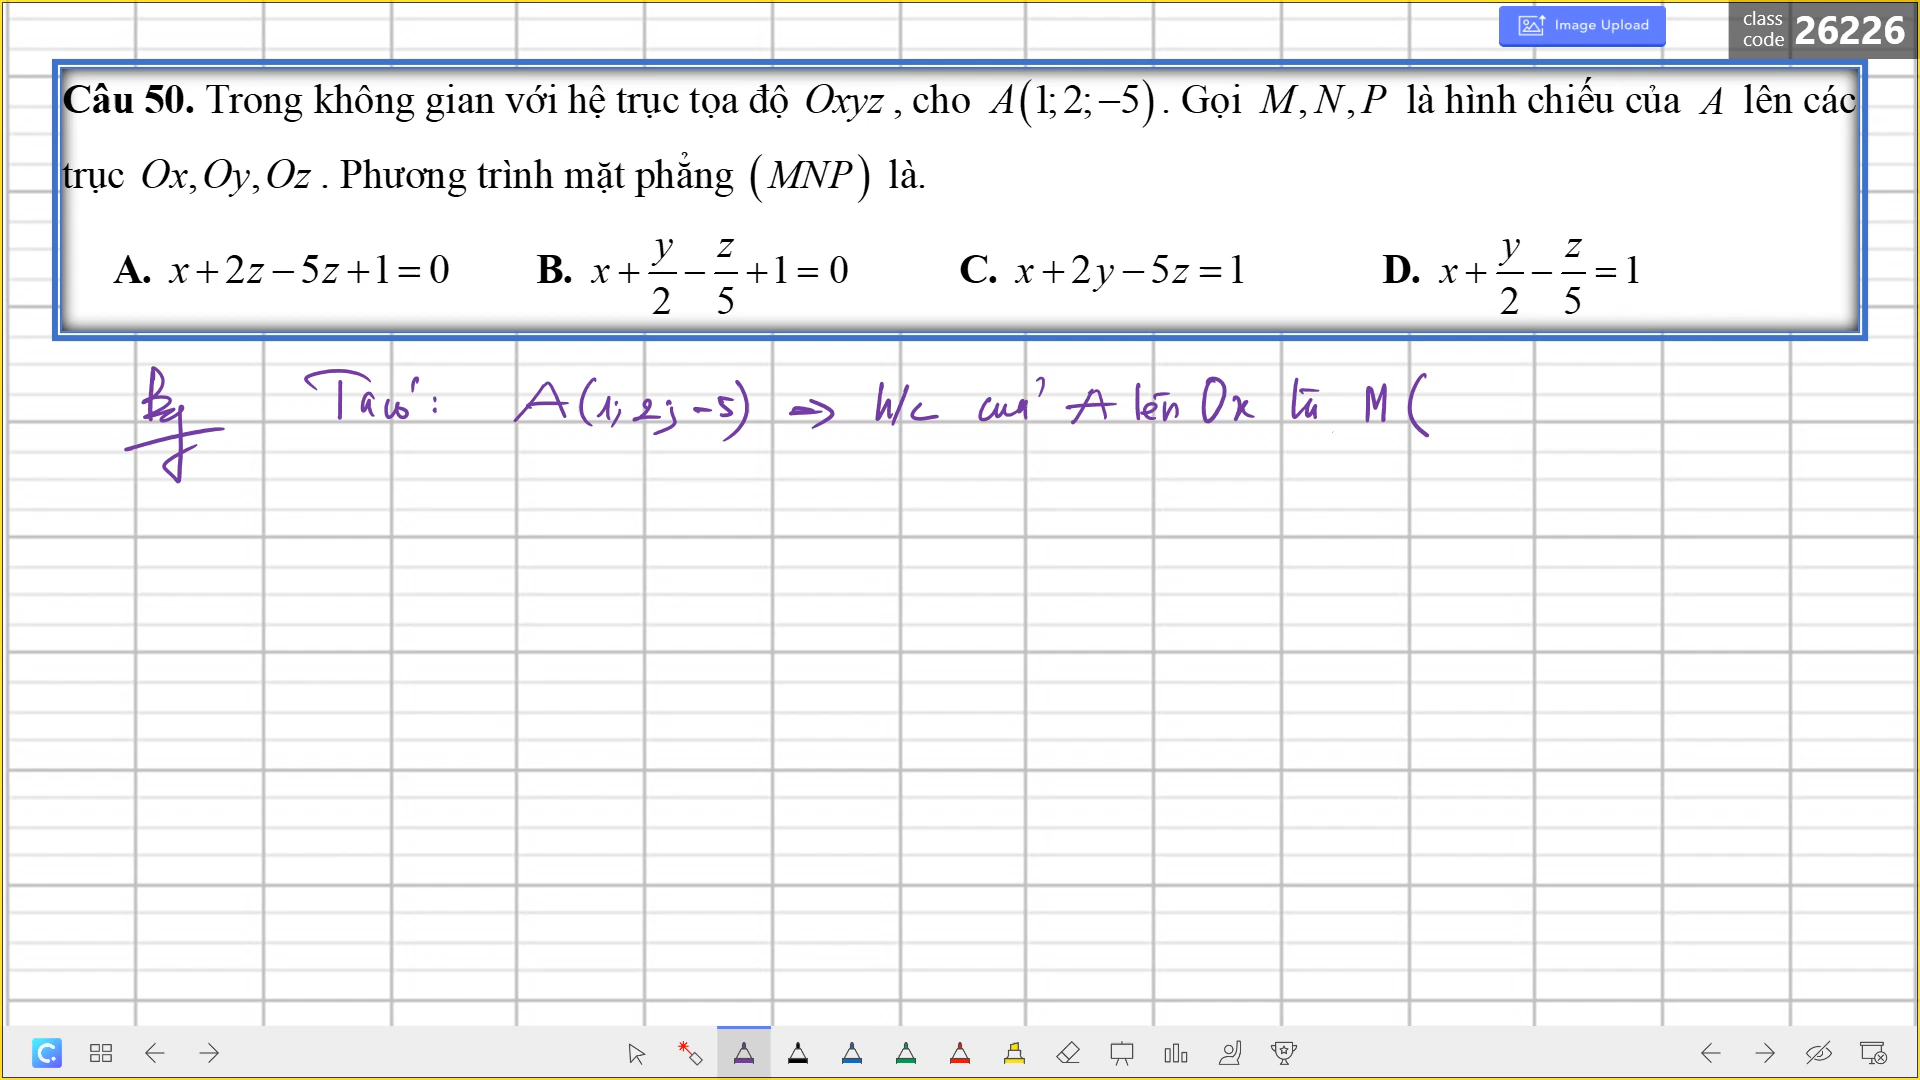 Image Upload
class code 26226
Câu 50. Trong không gian với hệ trục tọa độ Oxyz, cho A(1;2;−5). Gọi M,N,P là hình chiếu của A lên các
trục Ox,Oy,Oz. Phương trình mặt phẳng (MNP) là.
A. x+2z−5z+1=0 B. x+y/2−z/5+1=0 C. x+2y−5z=1 D. x+y/2−z/5=1
Ta có: A(1; 2; -5) => h/c của A lên Ox là M(